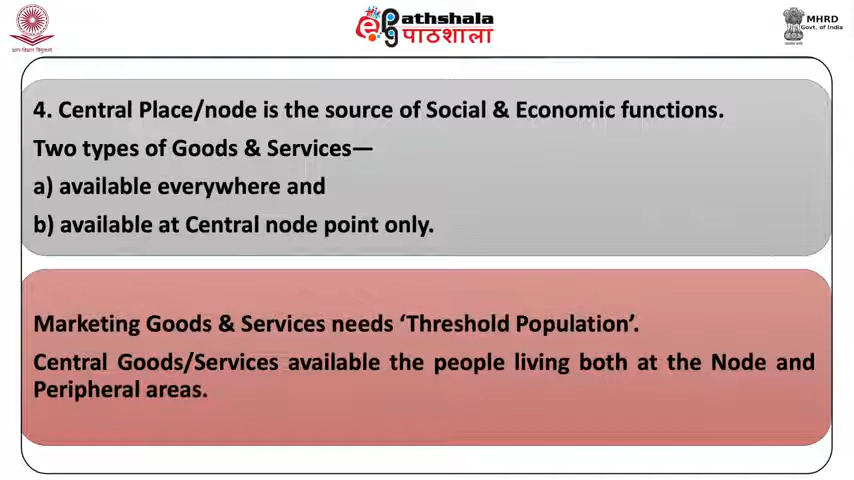 ज्ञान-विज्ञान विमुक्तये
ePathshala
पाठशाला
MHRD
Govt. of India
4. Central Place/node is the source of Social & Economic functions.
Two types of Goods & Services—
a) available everywhere and
b) available at Central node point only.
Marketing Goods & Services needs ‘Threshold Population’.
Central Goods/Services available the people living both at the Node and
Peripheral areas.